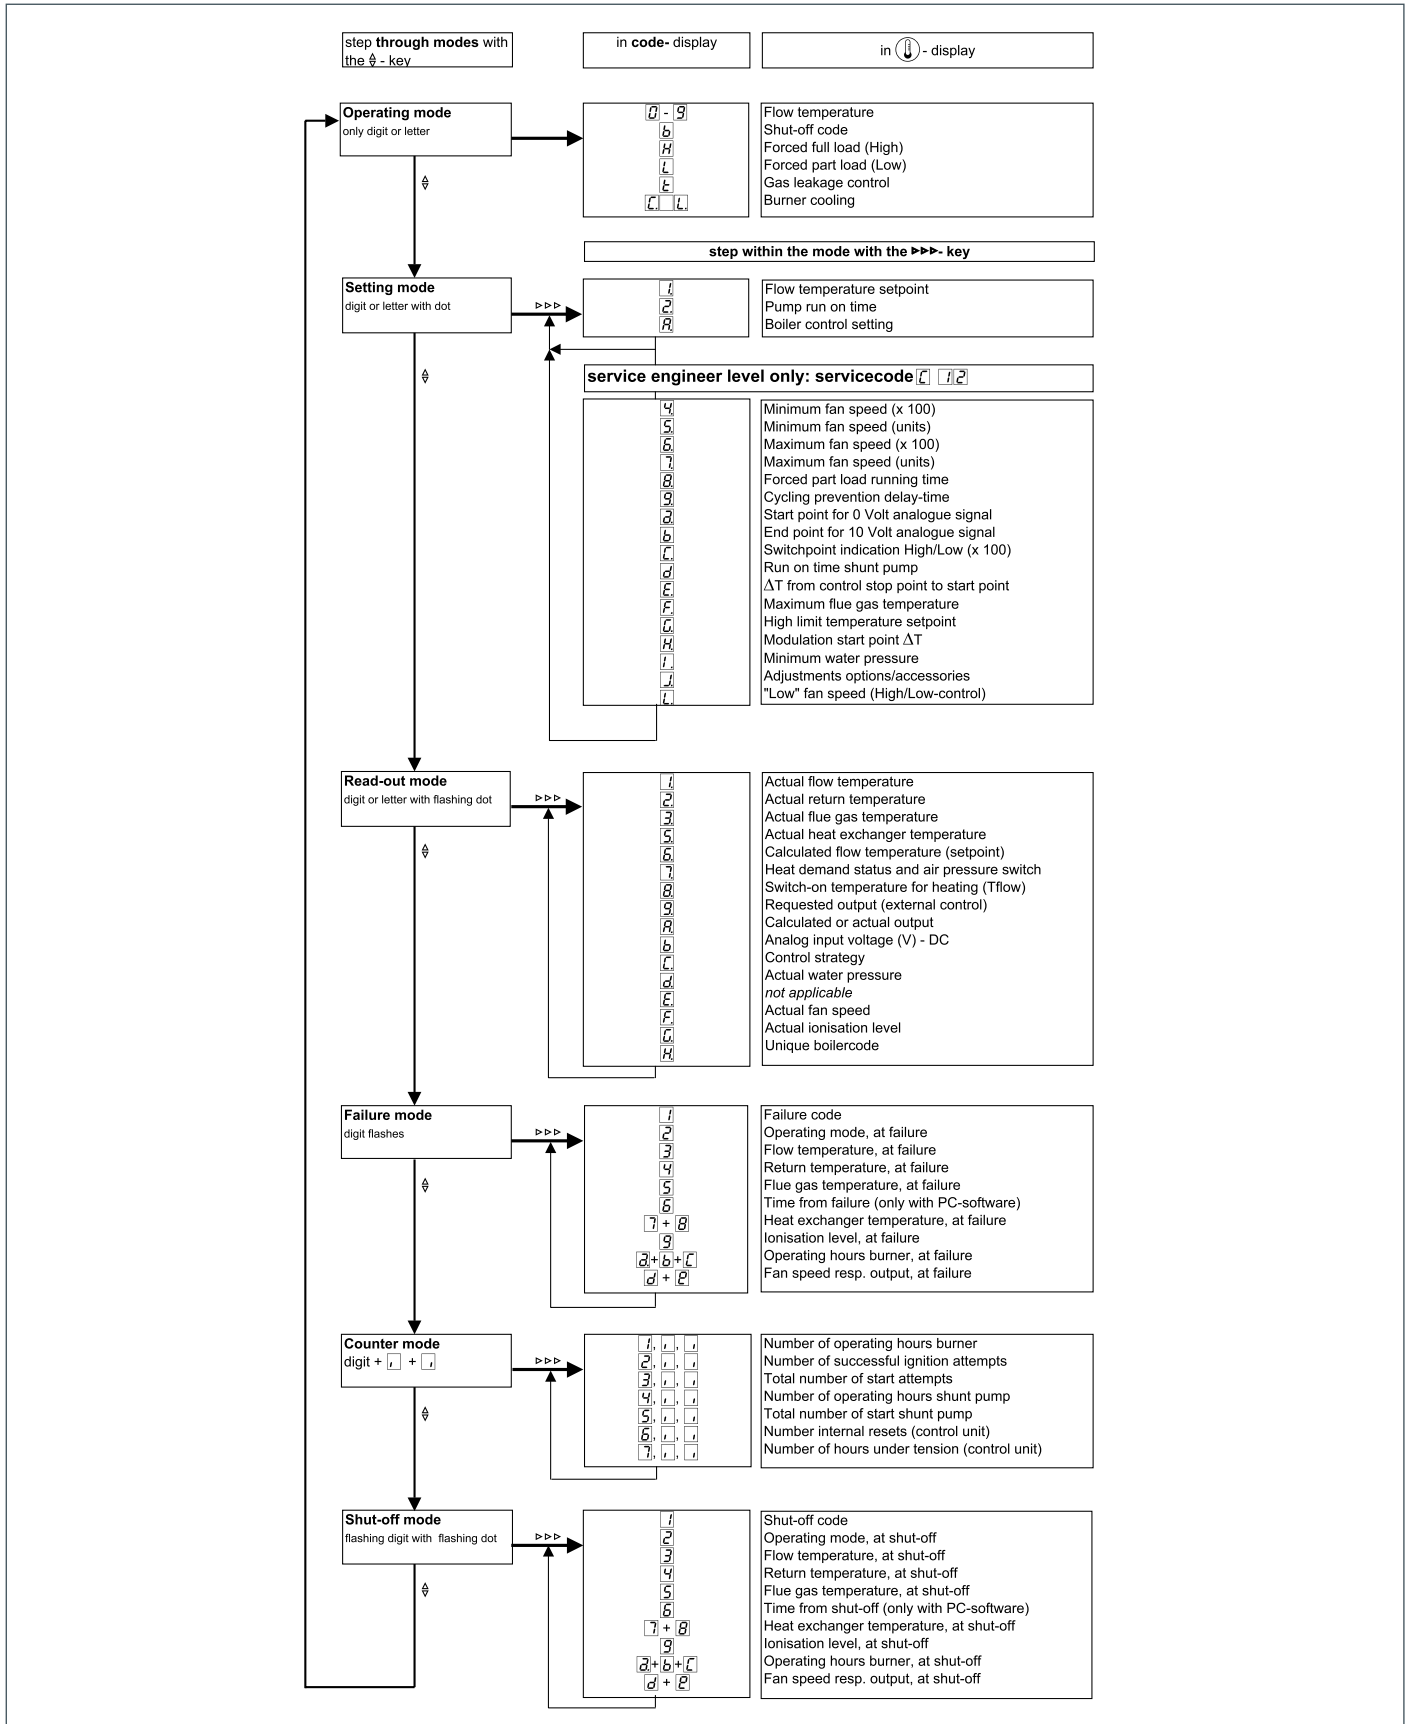 step through modes with
the ⇳ - key
in code- display
in - display
Operating mode
only digit or letter
0 - 9
b
H
L
t
C. L.
Flow temperature
Shut-off code
Forced full load (High)
Forced part load (Low)
Gas leakage control
Burner cooling
step within the mode with the ▷▷▷- key
Setting mode
digit or letter with dot
▷▷▷
1.
2.
A.
Flow temperature setpoint
Pump run on time
Boiler control setting
service engineer level only: servicecode C 12
4.
5.
6.
7.
8.
9.
a.
b
C.
d
E.
F.
G.
H.
I.
J.
L.
Minimum fan speed (x 100)
Minimum fan speed (units)
Maximum fan speed (x 100)
Maximum fan speed (units)
Forced part load running time
Cycling prevention delay-time
Start point for 0 Volt analogue signal
End point for 10 Volt analogue signal
Switchpoint indication High/Low (x 100)
Run on time shunt pump
ΔT from control stop point to start point
Maximum flue gas temperature
High limit temperature setpoint
Modulation start point ΔT
Minimum water pressure
Adjustments options/accessories
"Low" fan speed (High/Low-control)
Read-out mode
digit or letter with flashing dot
▷▷▷
1.
2.
3.
5.
6.
7.
8.
9.
A.
b
C.
d.
E.
F.
G.
H.
Actual flow temperature
Actual return temperature
Actual flue gas temperature
Actual heat exchanger temperature
Calculated flow temperature (setpoint)
Heat demand status and air pressure switch
Switch-on temperature for heating (Tflow)
Requested output (external control)
Calculated or actual output
Analog input voltage (V) - DC
Control strategy
Actual water pressure
not applicable
Actual fan speed
Actual ionisation level
Unique boilercode
Failure mode
digit flashes
▷▷▷
1
2
3
4
5
6
7 + 8
9
a.+b+C
d + e
Failure code
Operating mode, at failure
Flow temperature, at failure
Return temperature, at failure
Flue gas temperature, at failure
Time from failure (only with PC-software)
Heat exchanger temperature, at failure
Ionisation level, at failure
Operating hours burner, at failure
Fan speed resp. output, at failure
Counter mode
digit + ı + ı
▷▷▷
1, ı , ı
2, ı , ı
3, ı , ı
4, ı , ı
5, ı , ı
6, ı , ı
7, ı , ı
Number of operating hours burner
Number of successful ignition attempts
Total number of start attempts
Number of operating hours shunt pump
Total number of start shunt pump
Number internal resets (control unit)
Number of hours under tension (control unit)
Shut-off mode
flashing digit with flashing dot
▷▷▷
1
2
3
4
5
6
7 + 8
9
a.+b+C
d + e
Shut-off code
Operating mode, at shut-off
Flow temperature, at shut-off
Return temperature, at shut-off
Flue gas temperature, at shut-off
Time from shut-off (only with PC-software)
Heat exchanger temperature, at shut-off
Ionisation level, at shut-off
Operating hours burner, at shut-off
Fan speed resp. output, at shut-off